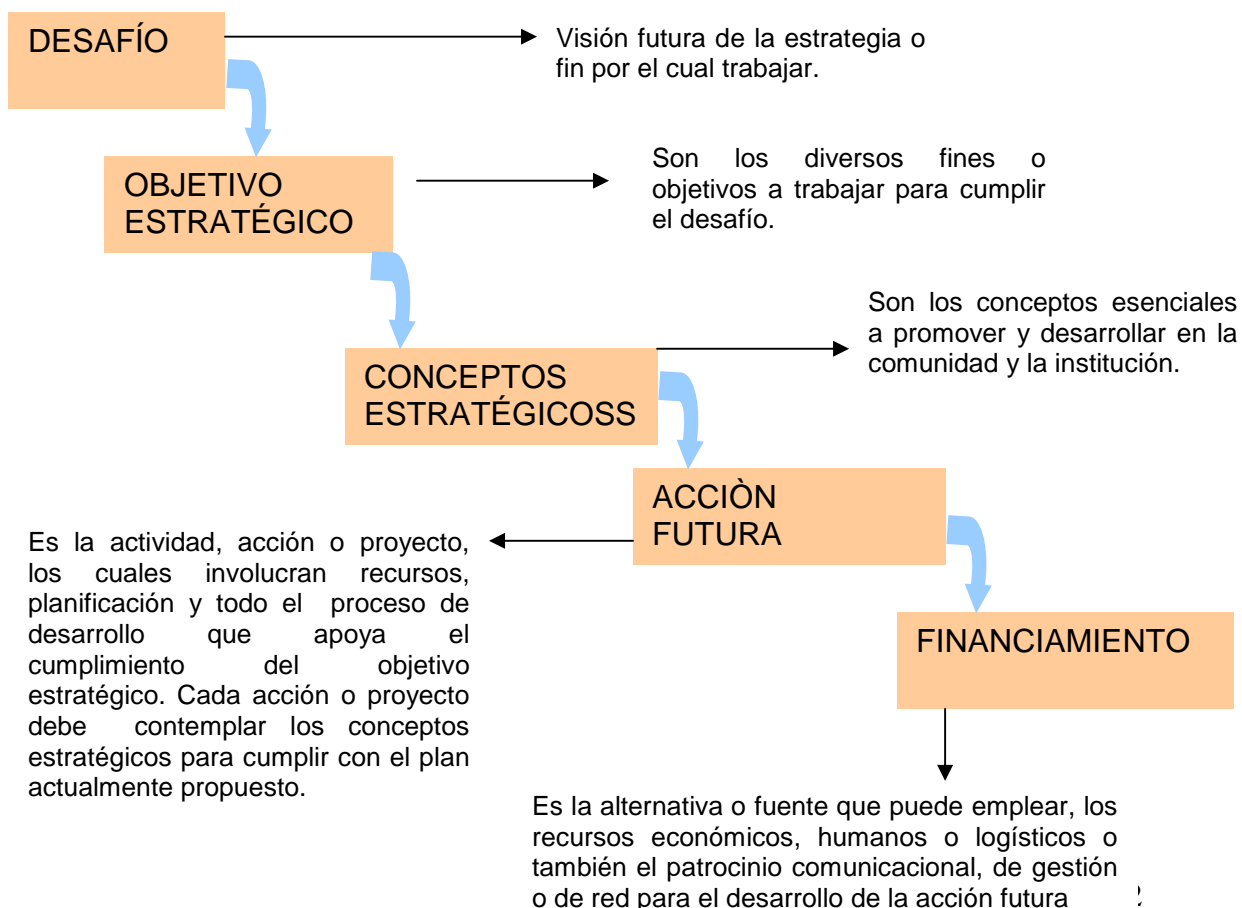 DESAFÍO
Visión futura de la estrategia o
fin por el cual trabajar.
OBJETIVO
ESTRATÉGICO
Son los diversos fines o
objetivos a trabajar para cumplir
el desafío.
CONCEPTOS
ESTRATÉGICOSS
Son los conceptos esenciales
a promover y desarrollar en la
comunidad y la institución.
ACCIÒN
FUTURA
Es la actividad, acción o proyecto,
los cuales involucran recursos,
planificación y todo el proceso de
desarrollo que apoya el
cumplimiento del objetivo
estratégico. Cada acción o proyecto
debe contemplar los conceptos
estratégicos para cumplir con el plan
actualmente propuesto.
FINANCIAMIENTO
Es la alternativa o fuente que puede emplear, los
recursos económicos, humanos o logísticos o
también el patrocinio comunicacional, de gestión
o de red para el desarrollo de la acción futura